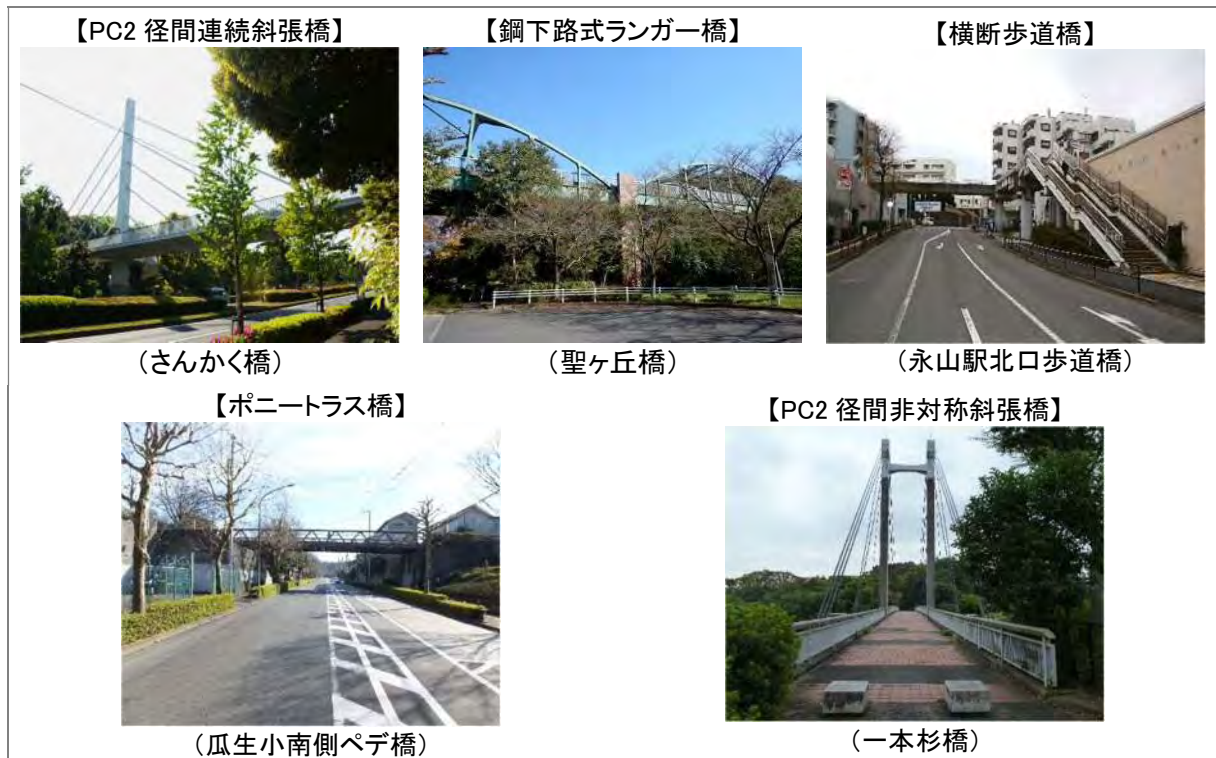 【PC2 径間連続斜張橋】
【鋼下路式ランガー橋】
【横断歩道橋】
（さんかく橋）
（聖ヶ丘橋）
（永山駅北口歩道橋）
【ポニートラス橋】
【PC2 径間非対称斜張橋】
（瓜生小南側ペデ橋）
（一本杉橋）